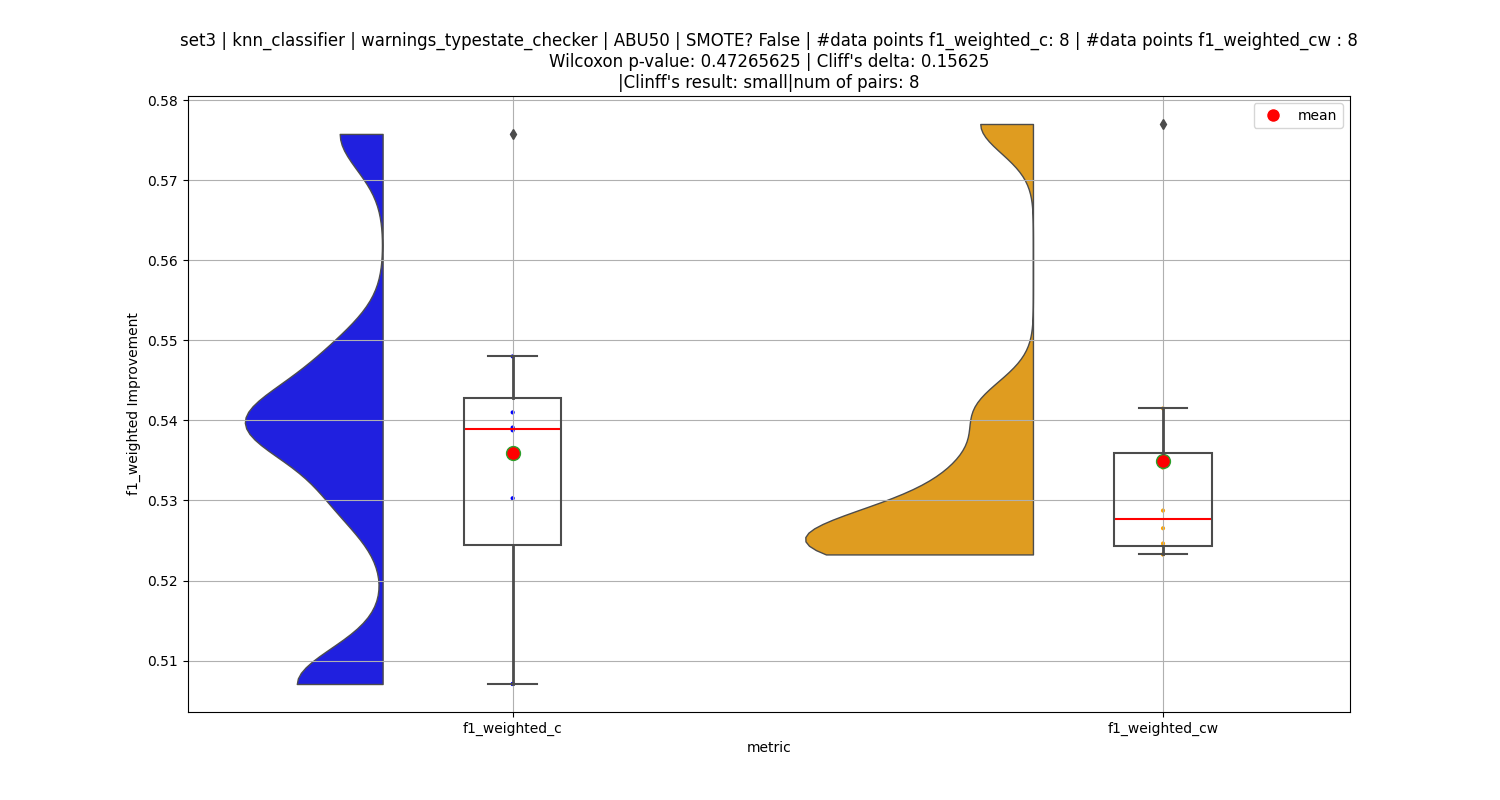 set3 | knn_classifier | warnings_typestate_checker | ABU50 | SMOTE? False | #data points f1_weighted_c: 8 | #data points f1_weighted_cw : 8
Wilcoxon p-value: 0.47265625 | Cliff's delta: 0.15625
|Clinff's result: small|num of pairs: 8
mean
f1_weighted Improvement
0.58
0.57
0.56
0.55
0.54
0.53
0.52
0.51
f1_weighted_c
f1_weighted_cw
metric